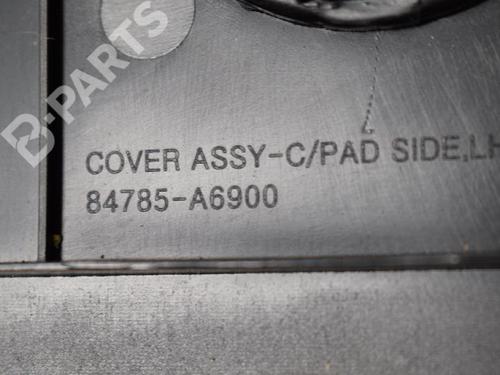 B-PARTS
COVER ASSY-C/PAD SIDE,LH
84785-A6900